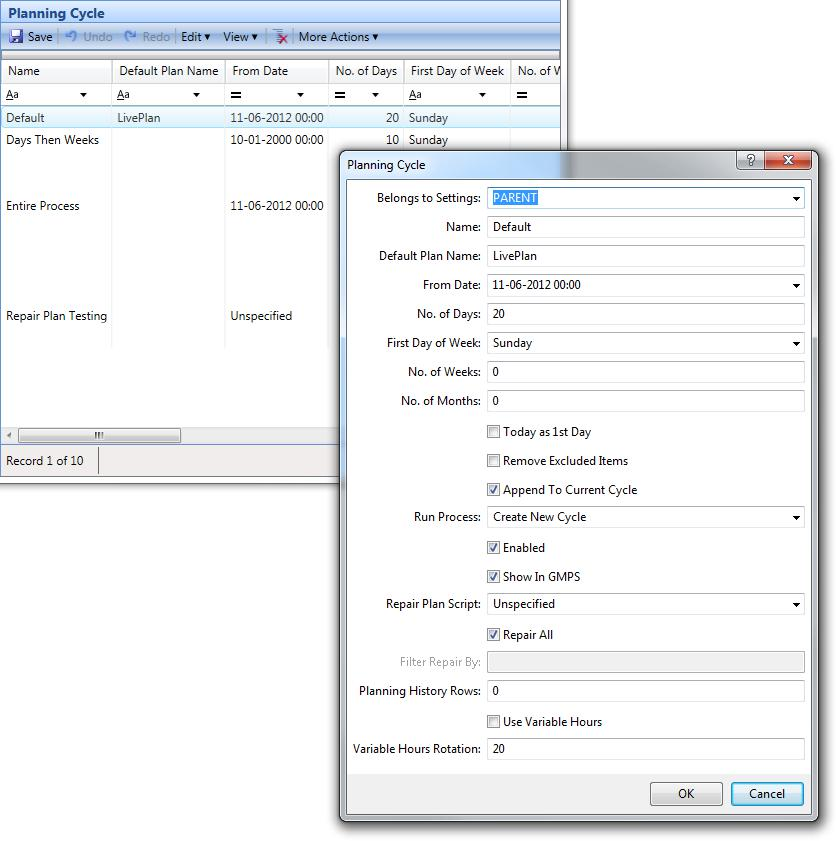 Planning Cycle
Save Undo Redo Edit View More Actions
Name Default Plan Name From Date No. of Days First Day of Week No. of W
Aa Aa = = Aa =
Default LivePlan 11-06-2012 00:00 20 Sunday
Days Then Weeks 10-01-2000 00:00 10 Sunday
Entire Process 11-06-2012 00:00
Repair Plan Testing Unspecified
Record 1 of 10
Planning Cycle
Belongs to Settings: PARENT
Name: Default
Default Plan Name: LivePlan
From Date: 11-06-2012 00:00
No. of Days: 20
First Day of Week: Sunday
No. of Weeks: 0
No. of Months: 0
Today as 1st Day
Remove Excluded Items
Append To Current Cycle
Run Process: Create New Cycle
Enabled
Show In GMPS
Repair Plan Script: Unspecified
Repair All
Filter Repair By:
Planning History Rows: 0
Use Variable Hours
Variable Hours Rotation: 20
OK Cancel